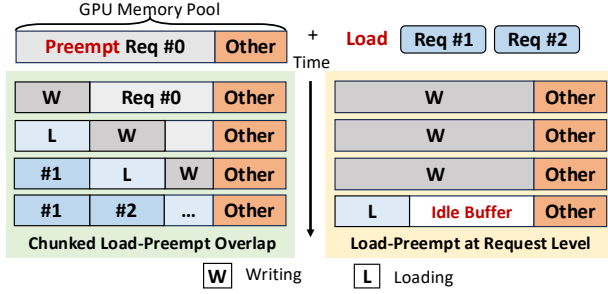 GPU Memory Pool
Preempt Req #0 Other + Load Req #1 Req #2
Time
W Req #0 Other
L W Other
#1 L W Other
#1 #2 ... Other
Chunked Load-Preempt Overlap
W Other
W Other
W Other
L Idle Buffer Other
Load-Preempt at Request Level
W Writing L Loading